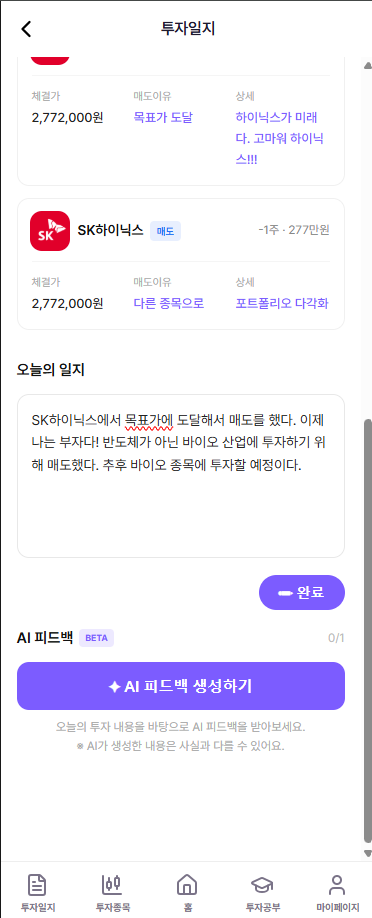 투자일지
체결가 매도이유 상세
2,772,000원 목표가 도달 하이닉스가 미래
다. 고마워 하이닉
스!!!
SK
SK하이닉스 매도 -1주 · 277만원
체결가 매도이유 상세
2,772,000원 다른 종목으로 포트폴리오 다각화
오늘의 일지
SK하이닉스에서 목표가에 도달해서 매도를 했다. 이제
나는 부자다! 반도체가 아닌 바이오 산업에 투자하기 위
해 매도했다. 추후 바이오 종목에 투자할 예정이다.
완료
AI 피드백 BETA 0/1
AI 피드백 생성하기
오늘의 투자 내용을 바탕으로 AI 피드백을 받아보세요.
※ AI가 생성한 내용은 사실과 다를 수 있어요.
투자일지 투자종목 홈 투자공부 마이페이지